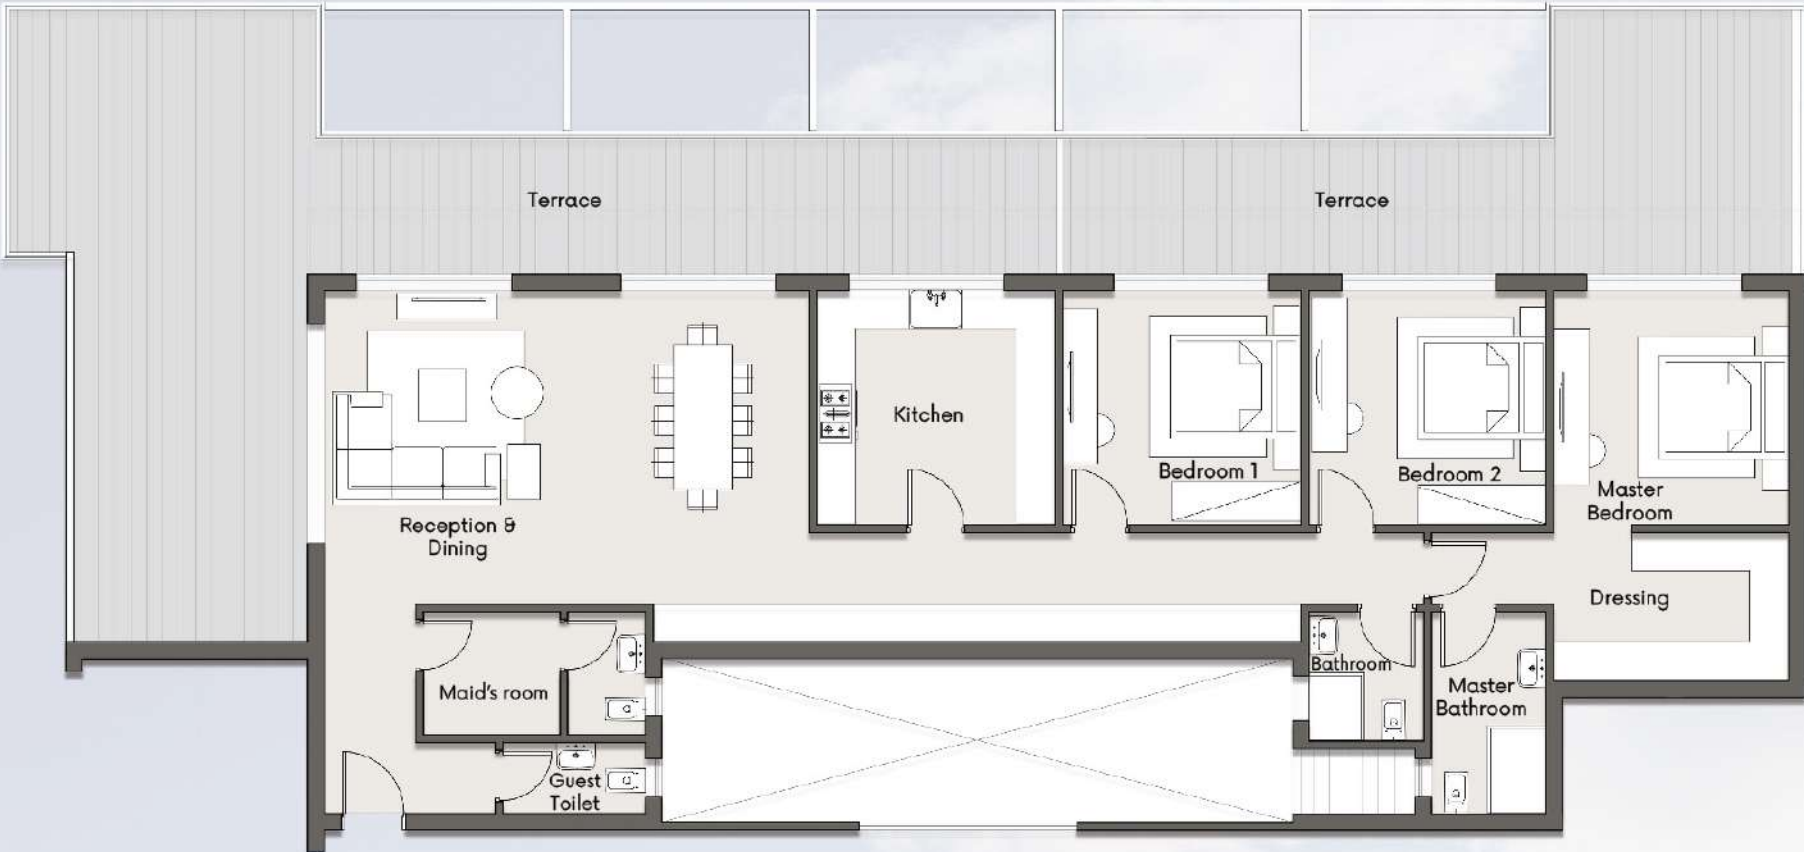 Terrace
Terrace
Kitchen
Bedroom 1
Bedroom 2
Master
Bedroom
Reception &
Dining
Dressing
Maid's room
Bathroom
Master
Bathroom
Guest
Toilet